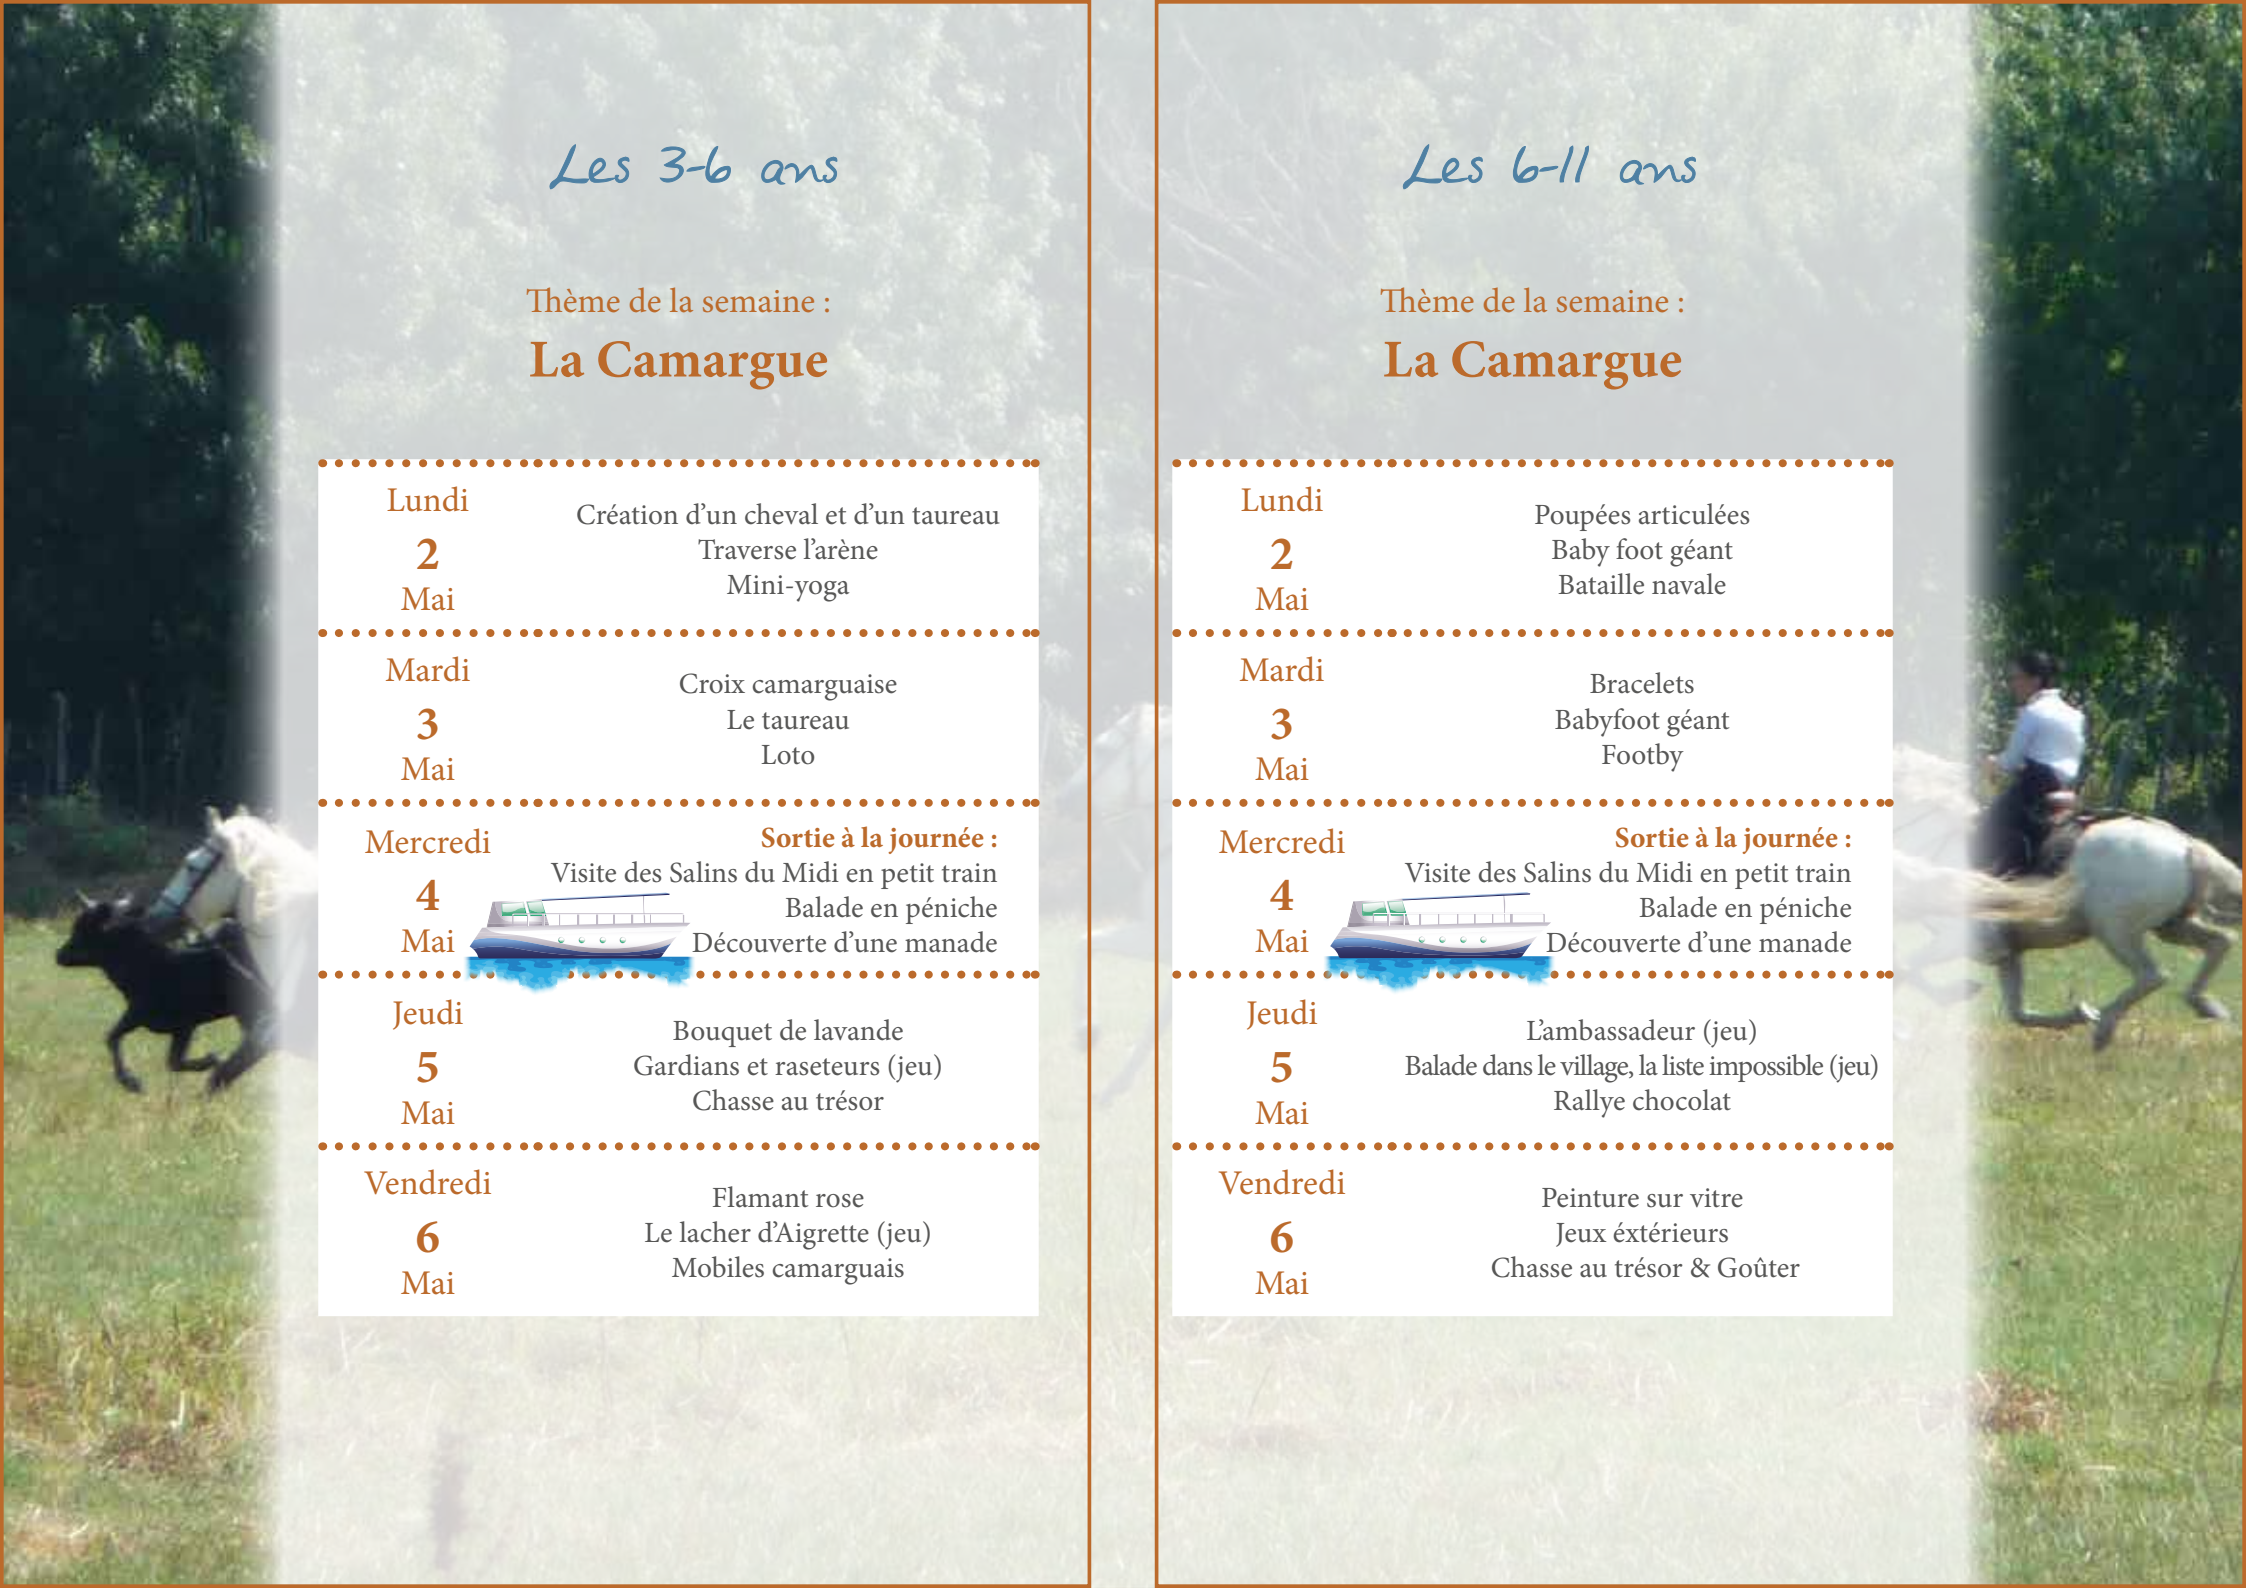 Les 3-6 ans
Thème de la semaine :
La Camargue
Lundi
2
Mai
Création d’un cheval et d’un taureau
Traverse l’arène
Mini-yoga
Mardi
3
Mai
Croix camarguaise
Le taureau
Loto
Mercredi
4
Mai
Sortie à la journée :
Visite des Salins du Midi en petit train
Balade en péniche
Découverte d’une manade
Jeudi
5
Mai
Bouquet de lavande
Gardians et raseteurs (jeu)
Chasse au trésor
Vendredi
6
Mai
Flamant rose
Le lacher d’Aigrette (jeu)
Mobiles camarguais
Les 6-11 ans
Thème de la semaine :
La Camargue
Lundi
2
Mai
Poupées articulées
Baby foot géant
Bataille navale
Mardi
3
Mai
Bracelets
Babyfoot géant
Footby
Mercredi
4
Mai
Sortie à la journée :
Visite des Salins du Midi en petit train
Balade en péniche
Découverte d’une manade
Jeudi
5
Mai
L’ambassadeur (jeu)
Balade dans le village, la liste impossible (jeu)
Rallye chocolat
Vendredi
6
Mai
Peinture sur vitre
Jeux éxtérieurs
Chasse au trésor & Goûter